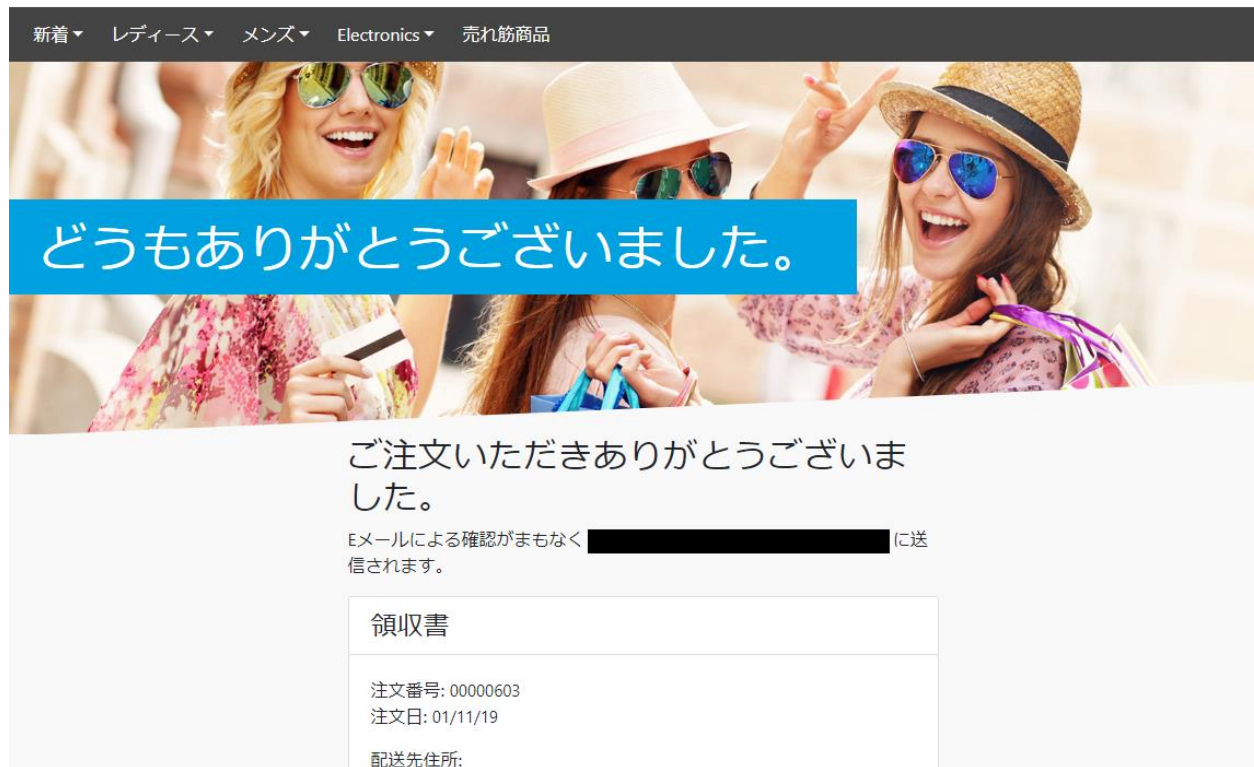 新着 レディース メンズ Electronics 売れ筋商品
どうもありがとうございました。
ご注文いただきありがとうございま
した。
Eメールによる確認がまもなく に送
信されます。
領収書
注文番号: 00000603
注文日: 01/11/19
配送先住所: